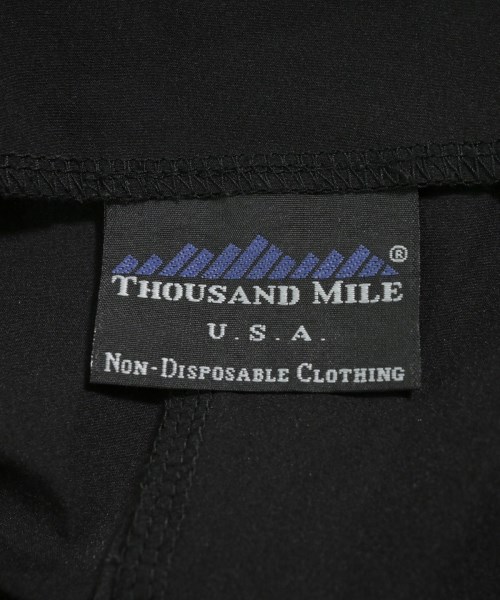 ®
THOUSAND MILE
U.S.A.
NON-DISPOSABLE CLOTHING